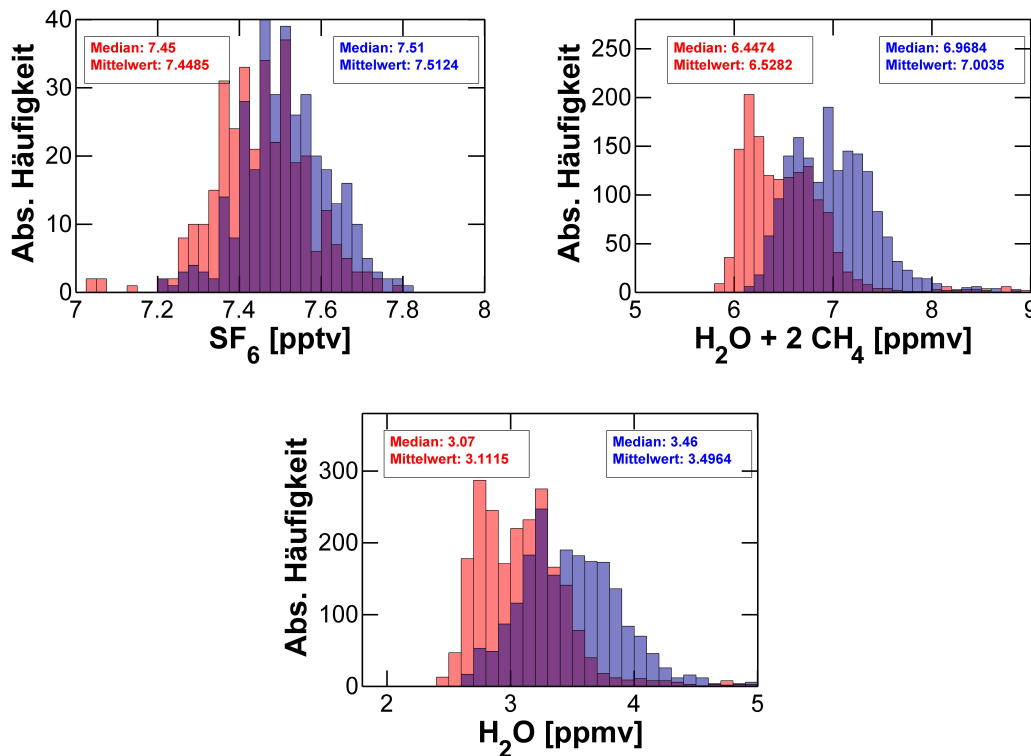 Abs. Häufigkeit
40
30
20
10
0
Median: 7.45
Mittelwert: 7.4485
Median: 7.51
Mittelwert: 7.5124
7
7.2
7.4
7.6
7.8
8
SF₆ [pptv]
Abs. Häufigkeit
250
200
150
100
50
0
Median: 6.4474
Mittelwert: 6.5282
Median: 6.9684
Mittelwert: 7.0035
5
6
7
8
9
H₂O + 2 CH₄ [ppmv]
Abs. Häufigkeit
300
200
100
0
Median: 3.07
Mittelwert: 3.1115
Median: 3.46
Mittelwert: 3.4964
2
3
4
5
H₂O [ppmv]